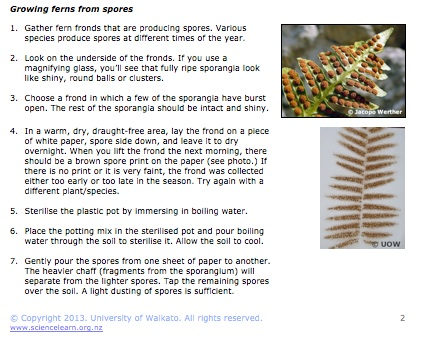 Growing ferns from spores
1. Gather fern fronds that are producing spores. Various
species produce spores at different times of the year.
2. Look on the underside of the fronds. If you use a
magnifying glass, you'll see that fully ripe sporangia look
like shiny, round balls or clusters.
© Jacopo Werther
3. Choose a frond in which a few of the sporangia have burst
open. The rest of the sporangia should be intact and shiny.
4. In a warm, dry, draught-free area, lay the frond on a piece
of white paper, spore side down, and leave it to dry
overnight. When you lift the frond the next morning, there
should be a brown spore print on the paper (see photo.) If
there is no print or it is very faint, the frond was collected
either too early or too late in the season. Try again with a
different plant/species.
© UOW
5. Sterilise the plastic pot by immersing in boiling water.
6. Place the potting mix in the sterilised pot and pour boiling
water through the soil to sterilise it. Allow the soil to cool.
7. Gently pour the spores from one sheet of paper to another.
The heavier chaff (fragments from the sporangium) will
separate from the lighter spores. Tap the remaining spores
over the soil. A light dusting of spores is sufficient.
© Copyright 2013. University of Waikato. All rights reserved. 2
www.sciencelearn.org.nz